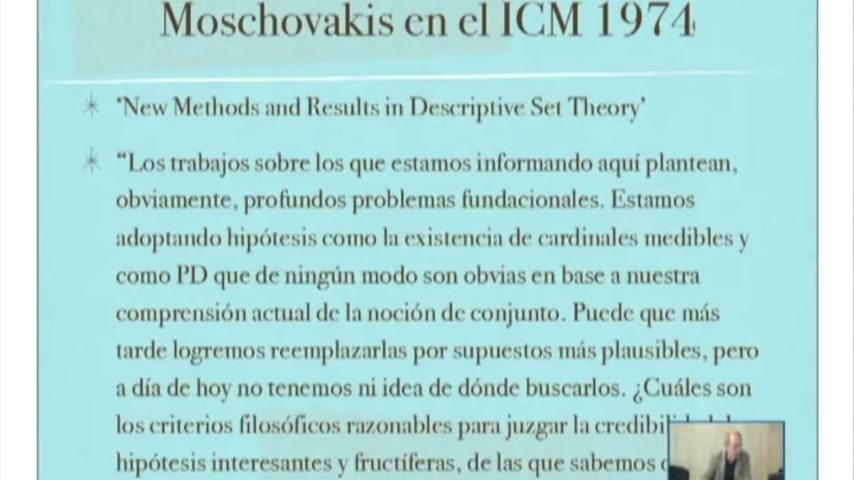 Moschovakis en el ICM 1974
'New Methods and Results in Descriptive Set Theory'
"Los trabajos sobre los que estamos informando aquí plantean,
obviamente, profundos problemas fundacionales. Estamos
adoptando hipótesis como la existencia de cardinales medibles y
como PD que de ningún modo son obvias en base a nuestra
comprensión actual de la noción de conjunto. Puede que más
tarde logremos reemplazarlas por supuestos más plausibles, pero
a día de hoy no tenemos ni idea de dónde buscarlos. ¿Cuáles son
los criterios filosóficos razonables para juzgar la
hipótesis interesantes y fructíferas, de las que sabemos